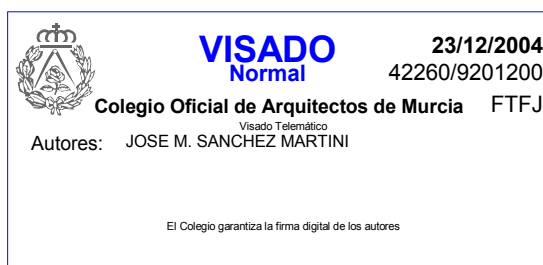 VISADO
Normal
23/12/2004
42260/9201200
Colegio Oficial de Arquitectos de Murcia FTFJ
Visado Telemático
Autores: JOSE M. SANCHEZ MARTINI
El Colegio garantiza la firma digital de los autores